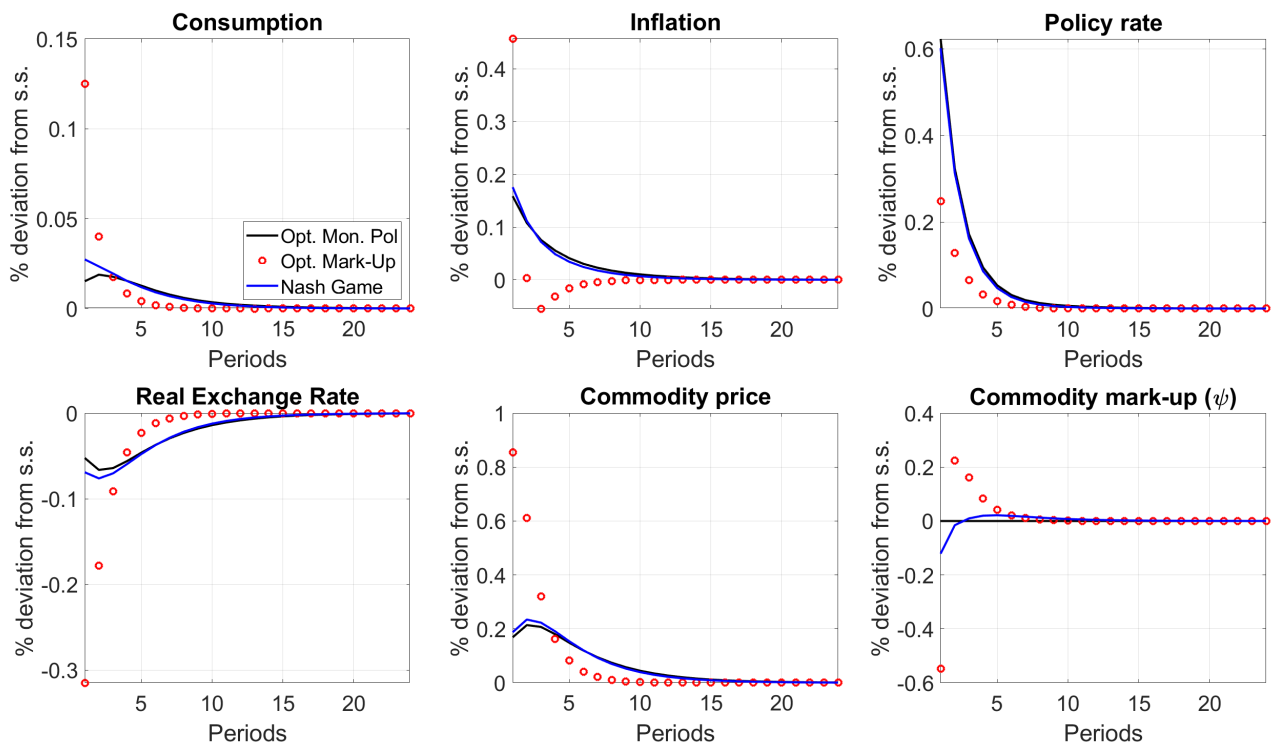 Consumption
% deviation from s.s.
0.15
0.1
0.05
0
5
10
15
20
Periods
Opt. Mon. Pol
Opt. Mark-Up
Nash Game
Inflation
% deviation from s.s.
0.4
0.3
0.2
0.1
0
5
10
15
20
Periods
Policy rate
% deviation from s.s.
0.6
0.4
0.2
0
5
10
15
20
Periods
Real Exchange Rate
% deviation from s.s.
0
-0.1
-0.2
-0.3
5
10
15
20
Periods
Commodity price
% deviation from s.s.
1
0.8
0.6
0.4
0.2
0
5
10
15
20
Periods
Commodity mark-up (ψ)
% deviation from s.s.
0.4
0.2
0
-0.2
-0.4
-0.6
5
10
15
20
Periods